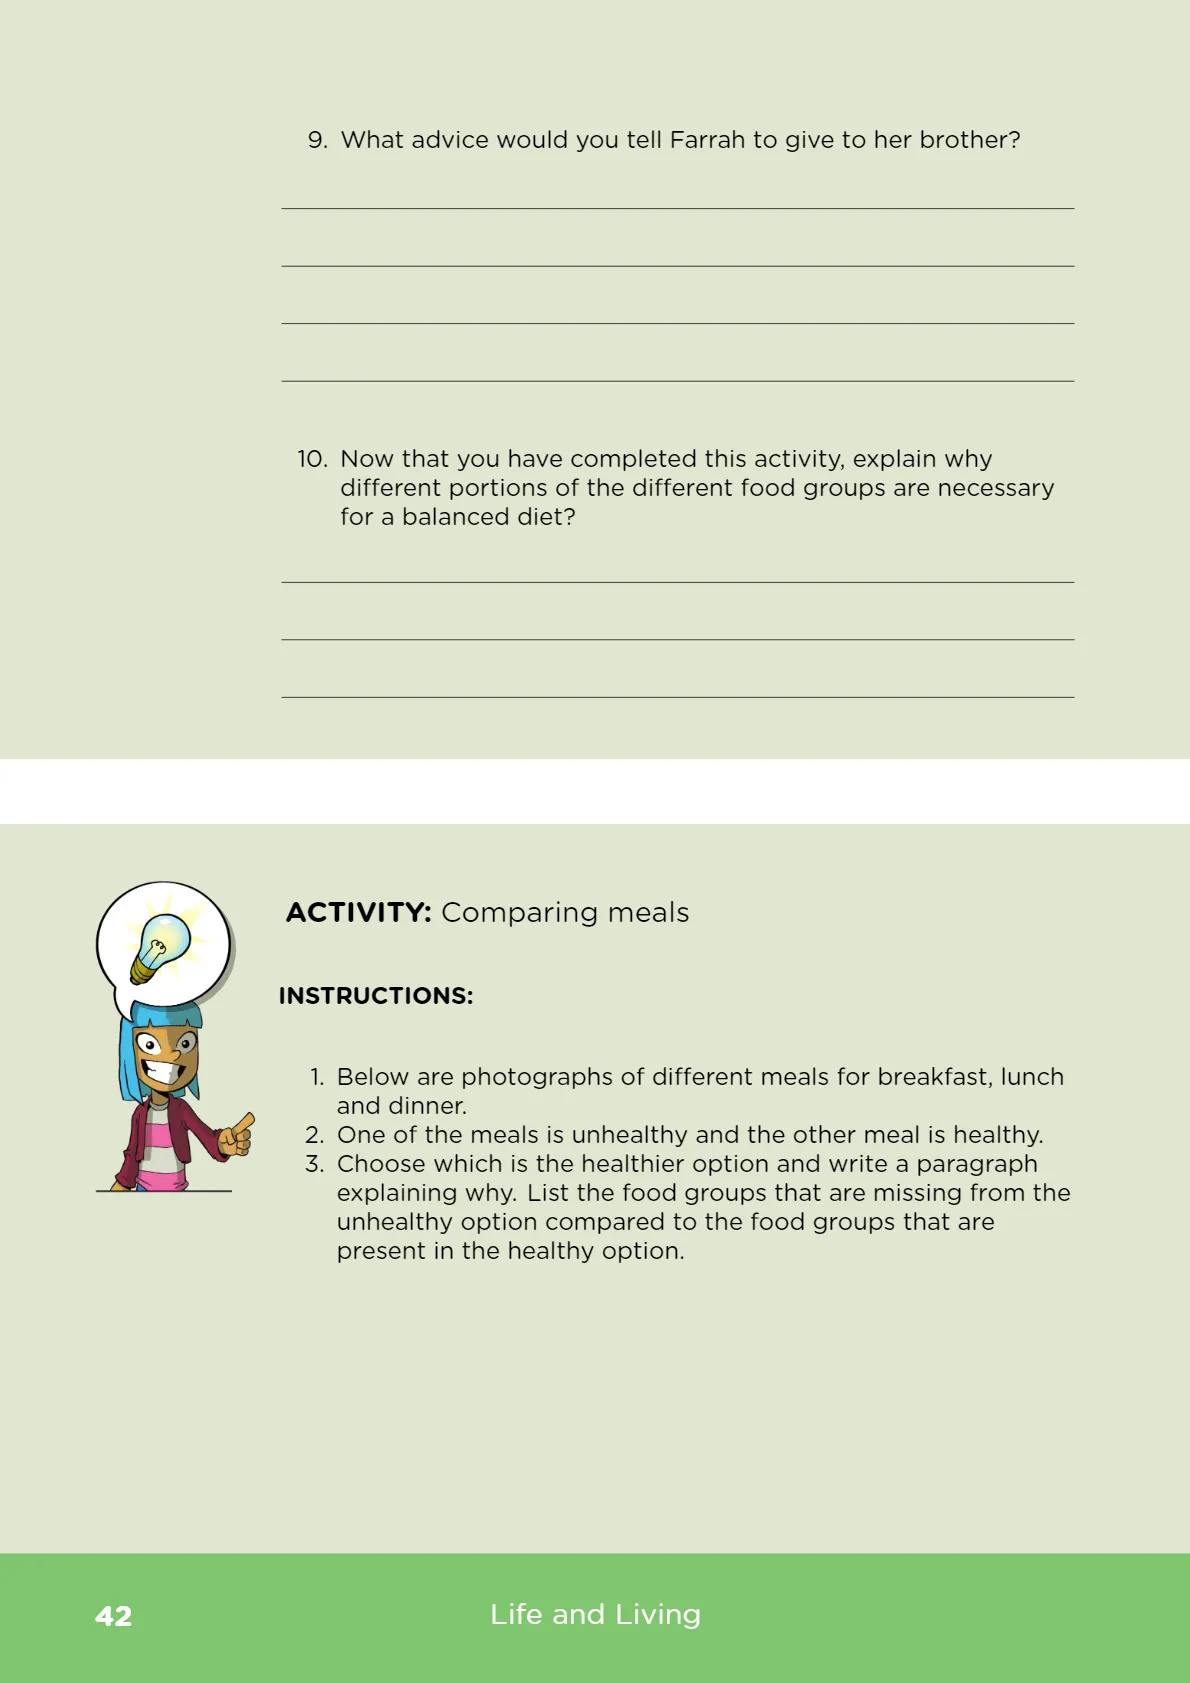 9. What advice would you tell Farrah to give to her brother?
10. Now that you have completed this activity, explain why
different portions of the different food groups are necessary
for a balanced diet?
ACTIVITY: Comparing meals
INSTRUCTIONS:
1. Below are photographs of different meals for breakfast, lunch
and dinner.
2. One of the meals is unhealthy and the other meal is healthy.
3. Choose which is the healthier option and write a paragraph
explaining why. List the food groups that are missing from the
unhealthy option compared to the food groups that are
present in the healthy option.
42 Life and Living